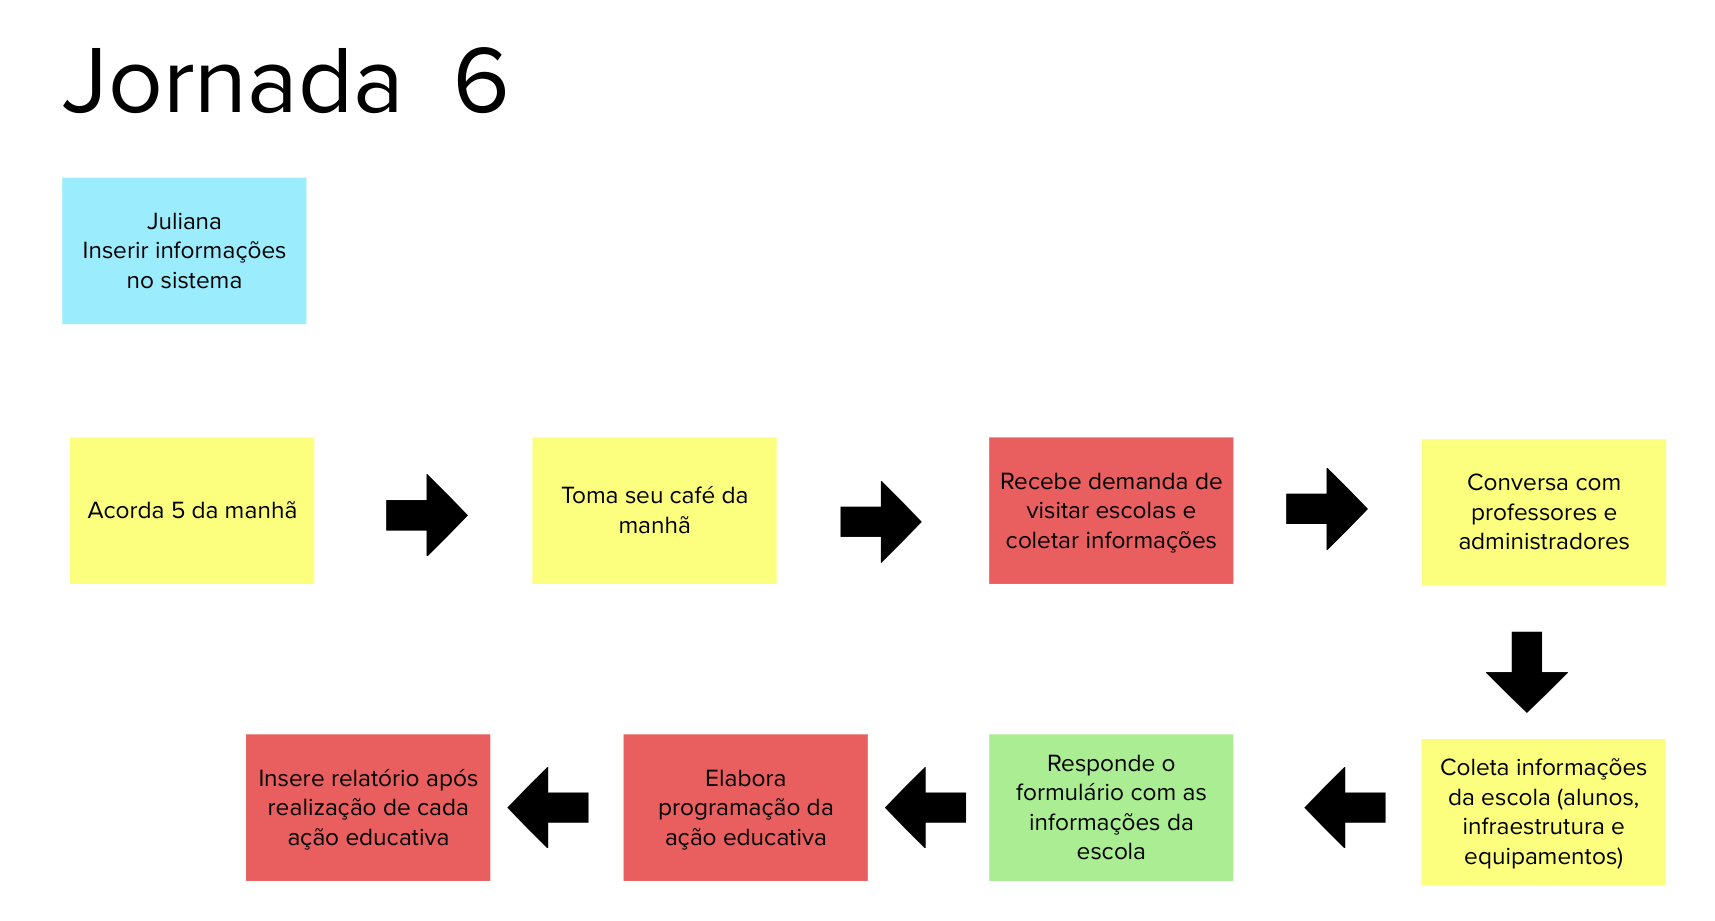 Jornada 6
Juliana
Inserir informações
no sistema
Acorda 5 da manhã
Toma seu café da
manhã
Recebe demanda de
visitar escolas e
coletar informações
Conversa com
professores e
administradores
Coleta informações
da escola (alunos,
infraestrutura e
equipamentos)
Responde o
formulário com as
informações da
escola
Elabora
programação da
ação educativa
Insere relatório após
realização de cada
ação educativa